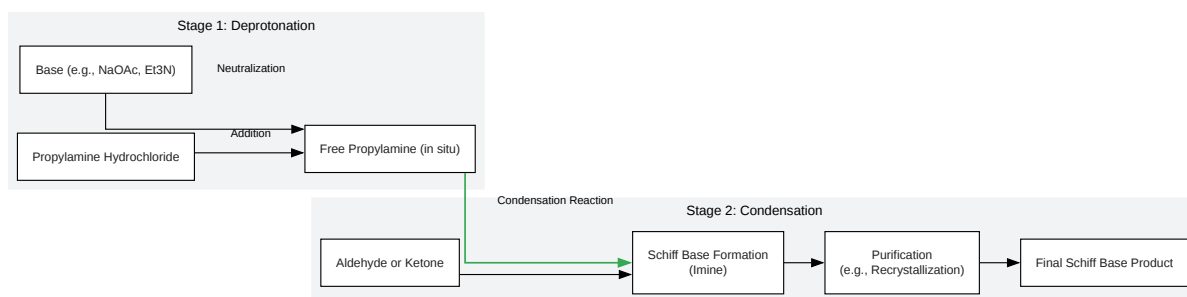 Stage 1: Deprotonation
Base (e.g., NaOAc, Et3N)
Neutralization
Addition
Propylamine Hydrochloride
Free Propylamine (in situ)
Condensation Reaction
Stage 2: Condensation
Aldehyde or Ketone
Schiff Base Formation
(Imine)
Purification
(e.g., Recrystallization)
Final Schiff Base Product